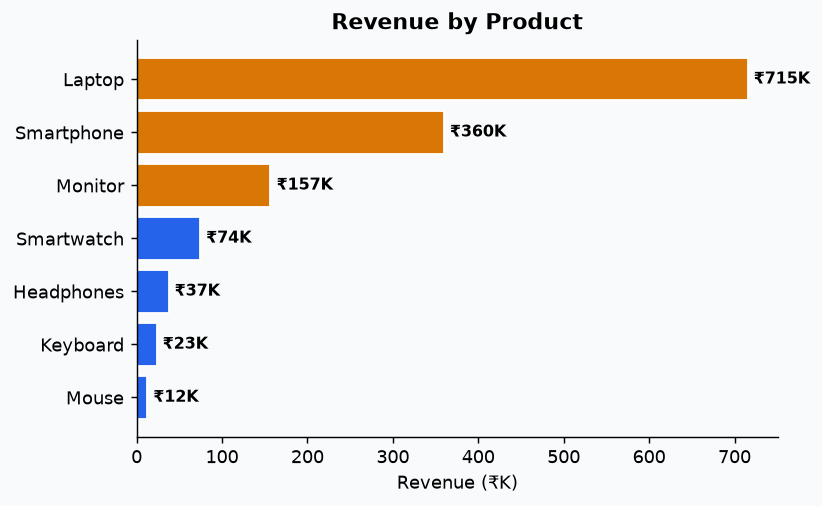 Revenue by Product
Laptop ₹715K
Smartphone ₹360K
Monitor ₹157K
Smartwatch ₹74K
Headphones ₹37K
Keyboard ₹23K
Mouse ₹12K
0 100 200 300 400 500 600 700
Revenue (₹K)